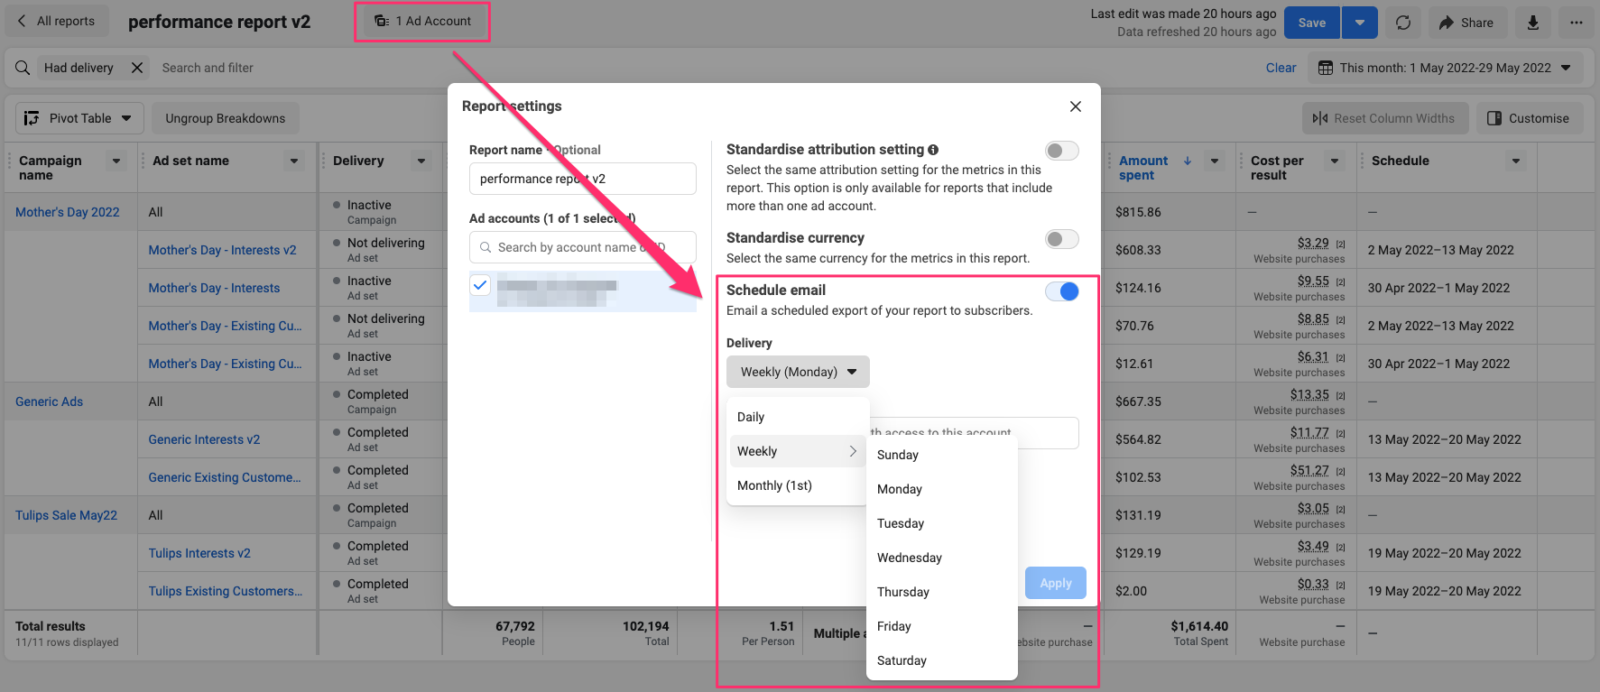 All reports
performance report v2
1 Ad Account
Last edit was made 20 hours ago
Data refreshed 20 hours ago
Save
Share
Had delivery
Search and filter
Clear
This month: 1 May 2022-29 May 2022
Pivot Table
Ungroup Breakdowns
Reset Column Widths
Customise
Campaign name
Ad set name
Delivery
Amount spent
Cost per result
Schedule
Mother's Day 2022
All
Inactive
Campaign
$815.86
—
—
Mother's Day - Interests v2
Not delivering
Ad set
$608.33
$3.29 [2]
Website purchases
2 May 2022–13 May 2022
Mother's Day - Interests
Inactive
Ad set
$124.16
$9.55 [2]
Website purchases
30 Apr 2022–1 May 2022
Mother's Day - Existing Cu...
Not delivering
Ad set
$70.76
$8.85 [2]
Website purchases
2 May 2022–13 May 2022
Mother's Day - Existing Cu...
Inactive
Ad set
$12.61
$6.31 [2]
Website purchases
30 Apr 2022–1 May 2022
Generic Ads
All
Completed
Campaign
$667.35
$13.35 [2]
Website purchases
—
Generic Interests v2
Completed
Ad set
$564.82
$11.77 [2]
Website purchases
13 May 2022–20 May 2022
Generic Existing Custome...
Completed
Ad set
$102.53
$51.27 [2]
Website purchases
13 May 2022–20 May 2022
Tulips Sale May22
All
Completed
Campaign
$131.19
$3.05 [2]
Website purchases
—
Tulips Interests v2
Completed
Ad set
$129.19
$3.49 [2]
Website purchases
19 May 2022–20 May 2022
Tulips Existing Customers...
Completed
Ad set
$2.00
$0.33 [2]
Website purchase
19 May 2022–20 May 2022
Total results
11/11 rows displayed
67,792
People
102,194
Total
1.51
Per Person
Multiple
—
Website purchase
$1,614.40
Total Spent
—
Website purchase
—
Report settings
Report name · Optional
performance report v2
Ad accounts (1 of 1 selected)
Search by account name or ID
Standardise attribution setting
Select the same attribution setting for the metrics in this
report. This option is only available for reports that include
more than one ad account.
Standardise currency
Select the same currency for the metrics in this report.
Schedule email
Email a scheduled export of your report to subscribers.
Delivery
Weekly (Monday)
Daily
Weekly
Monthly (1st)
th access to this account
Sunday
Monday
Tuesday
Wednesday
Thursday
Friday
Saturday
Apply